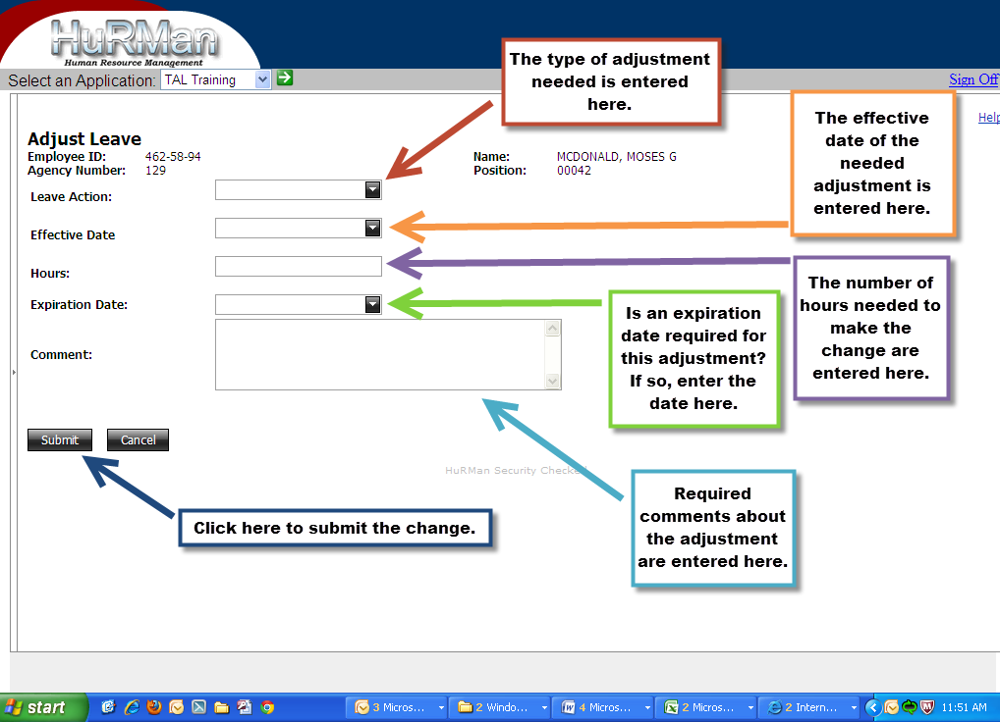 HuRMan
Human Resource Management
Select an Application: TAL Training
Sign Off
Help
The type of adjustment
needed is entered
here.
The effective
date of the
needed
adjustment is
entered here.
Adjust Leave
Employee ID: 462-58-94
Name: MCDONALD, MOSES G
Agency Number: 129
Position: 00042
Leave Action:
Effective Date
Hours:
Expiration Date:
Comment:
The number of
hours needed to
make the
change are
entered here.
Is an expiration
date required for
this adjustment?
If so, enter the
date here.
Submit Cancel
HuRMan Security Checked
Click here to submit the change.
Required
comments about
the adjustment
are entered here.
start 3 Micros... 2 Windo... 4 Micros... 2 Micros... 2 Intern... 11:51 AM